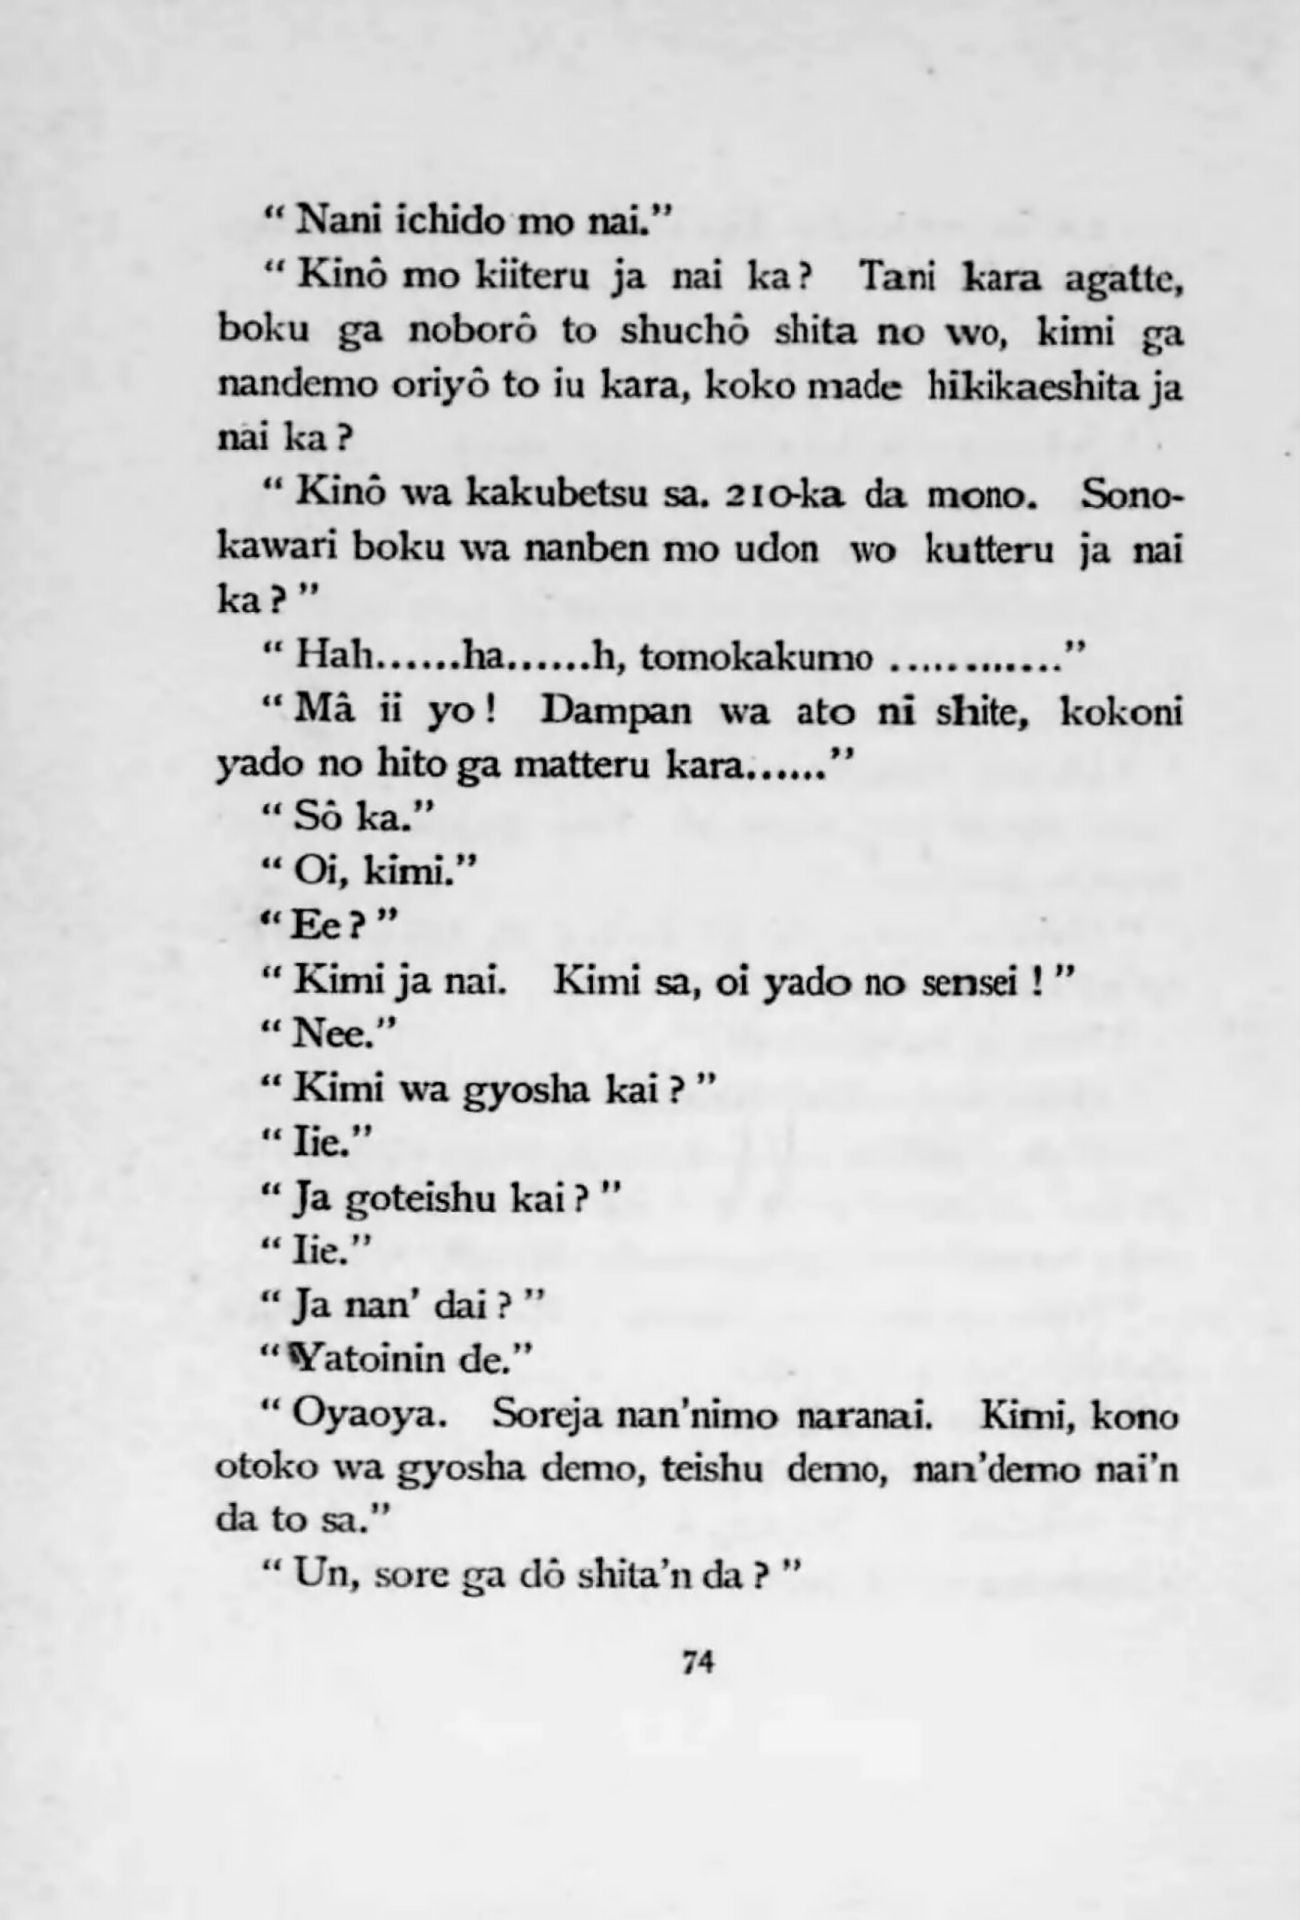 “ Nani ichido mo nai.”
“ Kinô mo kiiteru ja nai ka? Tani kara agatte,
boku ga noborô to shuchô shita no wo, kimi ga
nandemo oriyô to iu kara, koko made hikikaeshita ja
nai ka ?
“ Kinô wa kakubetsu sa. 210-ka da mono. Sono-
kawari boku wa nanben mo udon wo kutteru ja nai
ka ? ”
“ Hah......ha......h, tomokakumo .............”
“ Mâ ii yo ! Dampan wa ato ni shite, kokoni
yado no hito ga matteru kara......”
“ Sô ka.”
“ Oi, kimi.”
“ Ee ? ”
“ Kimi ja nai. Kimi sa, oi yado no sensei ! ”
“ Nee.”
“ Kimi wa gyosha kai ? ”
“ Iie.”
“ Ja goteishu kai ? ”
“ Iie.”
“ Ja nan’ dai ? ”
“ Yatoinin de.”
“ Oyaoya. Soreja nan’nimo naranai. Kimi, kono
otoko wa gyosha demo, teishu demo, nan’demo nai’n
da to sa.”
“ Un, sore ga dô shita’n da ? ”
74